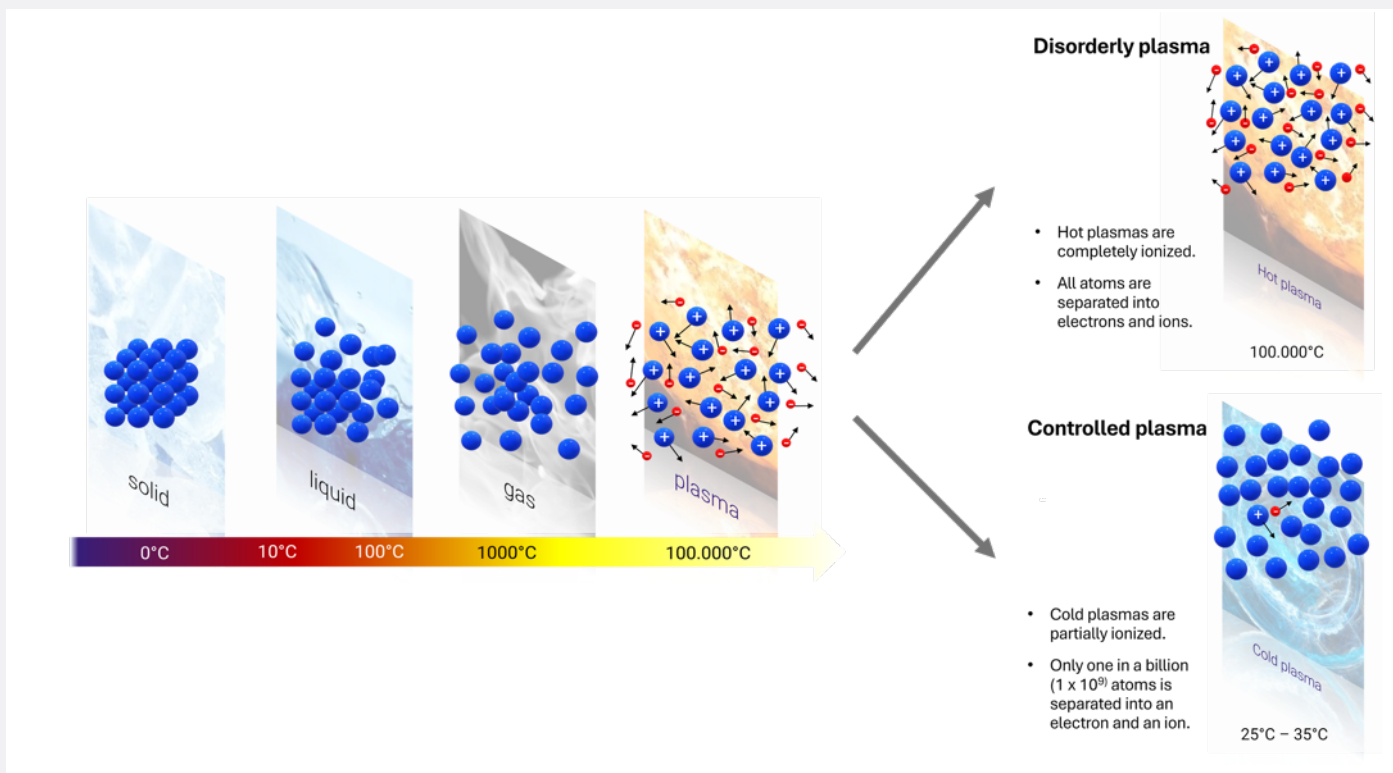 solid
liquid
gas
plasma
0°C
10°C
100°C
1000°C
100.000°C
Disorderly plasma
• Hot plasmas are
completely ionized.
• All atoms are
separated into
electrons and ions.
Hot plasma
100.000°C
Controlled plasma
• Cold plasmas are
partially ionized.
• Only one in a billion
(1 x 10⁹) atoms is
separated into an
electron and an ion.
Cold plasma
25°C – 35°C